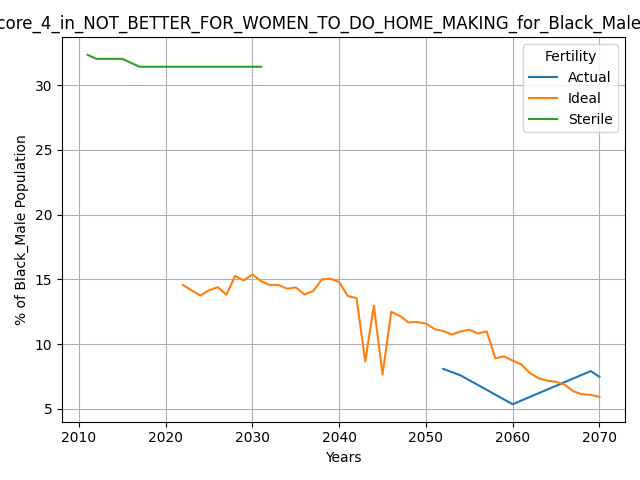 core_4_in_NOT_BETTER_FOR_WOMEN_TO_DO_HOME_MAKING_for_Black_Male
Fertility
Actual
Ideal
Sterile
% of Black_Male Population
30
25
20
15
10
5
2010 2020 2030 2040 2050 2060 2070
Years